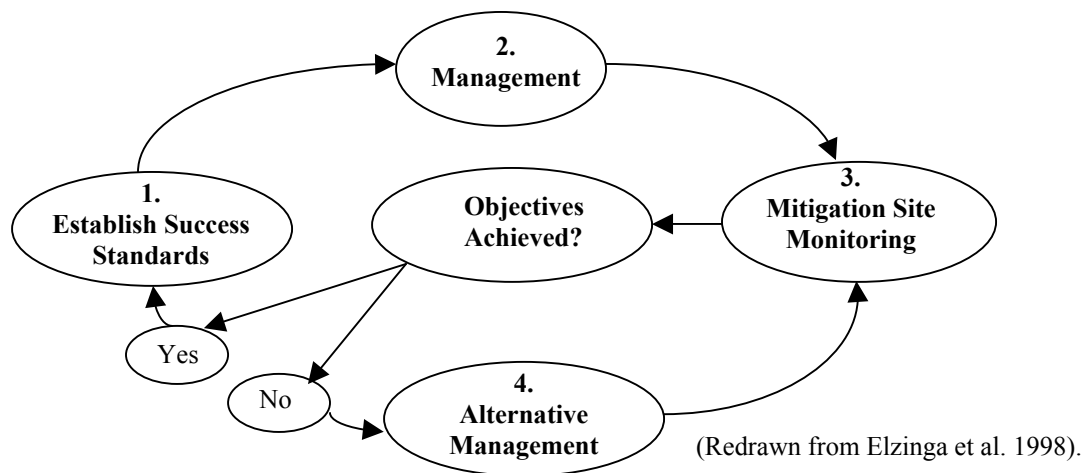 2.
Management
1.
Establish Success
Standards
Objectives
Achieved?
3.
Mitigation Site
Monitoring
Yes
No
4.
Alternative
Management
(Redrawn from Elzinga et al. 1998).